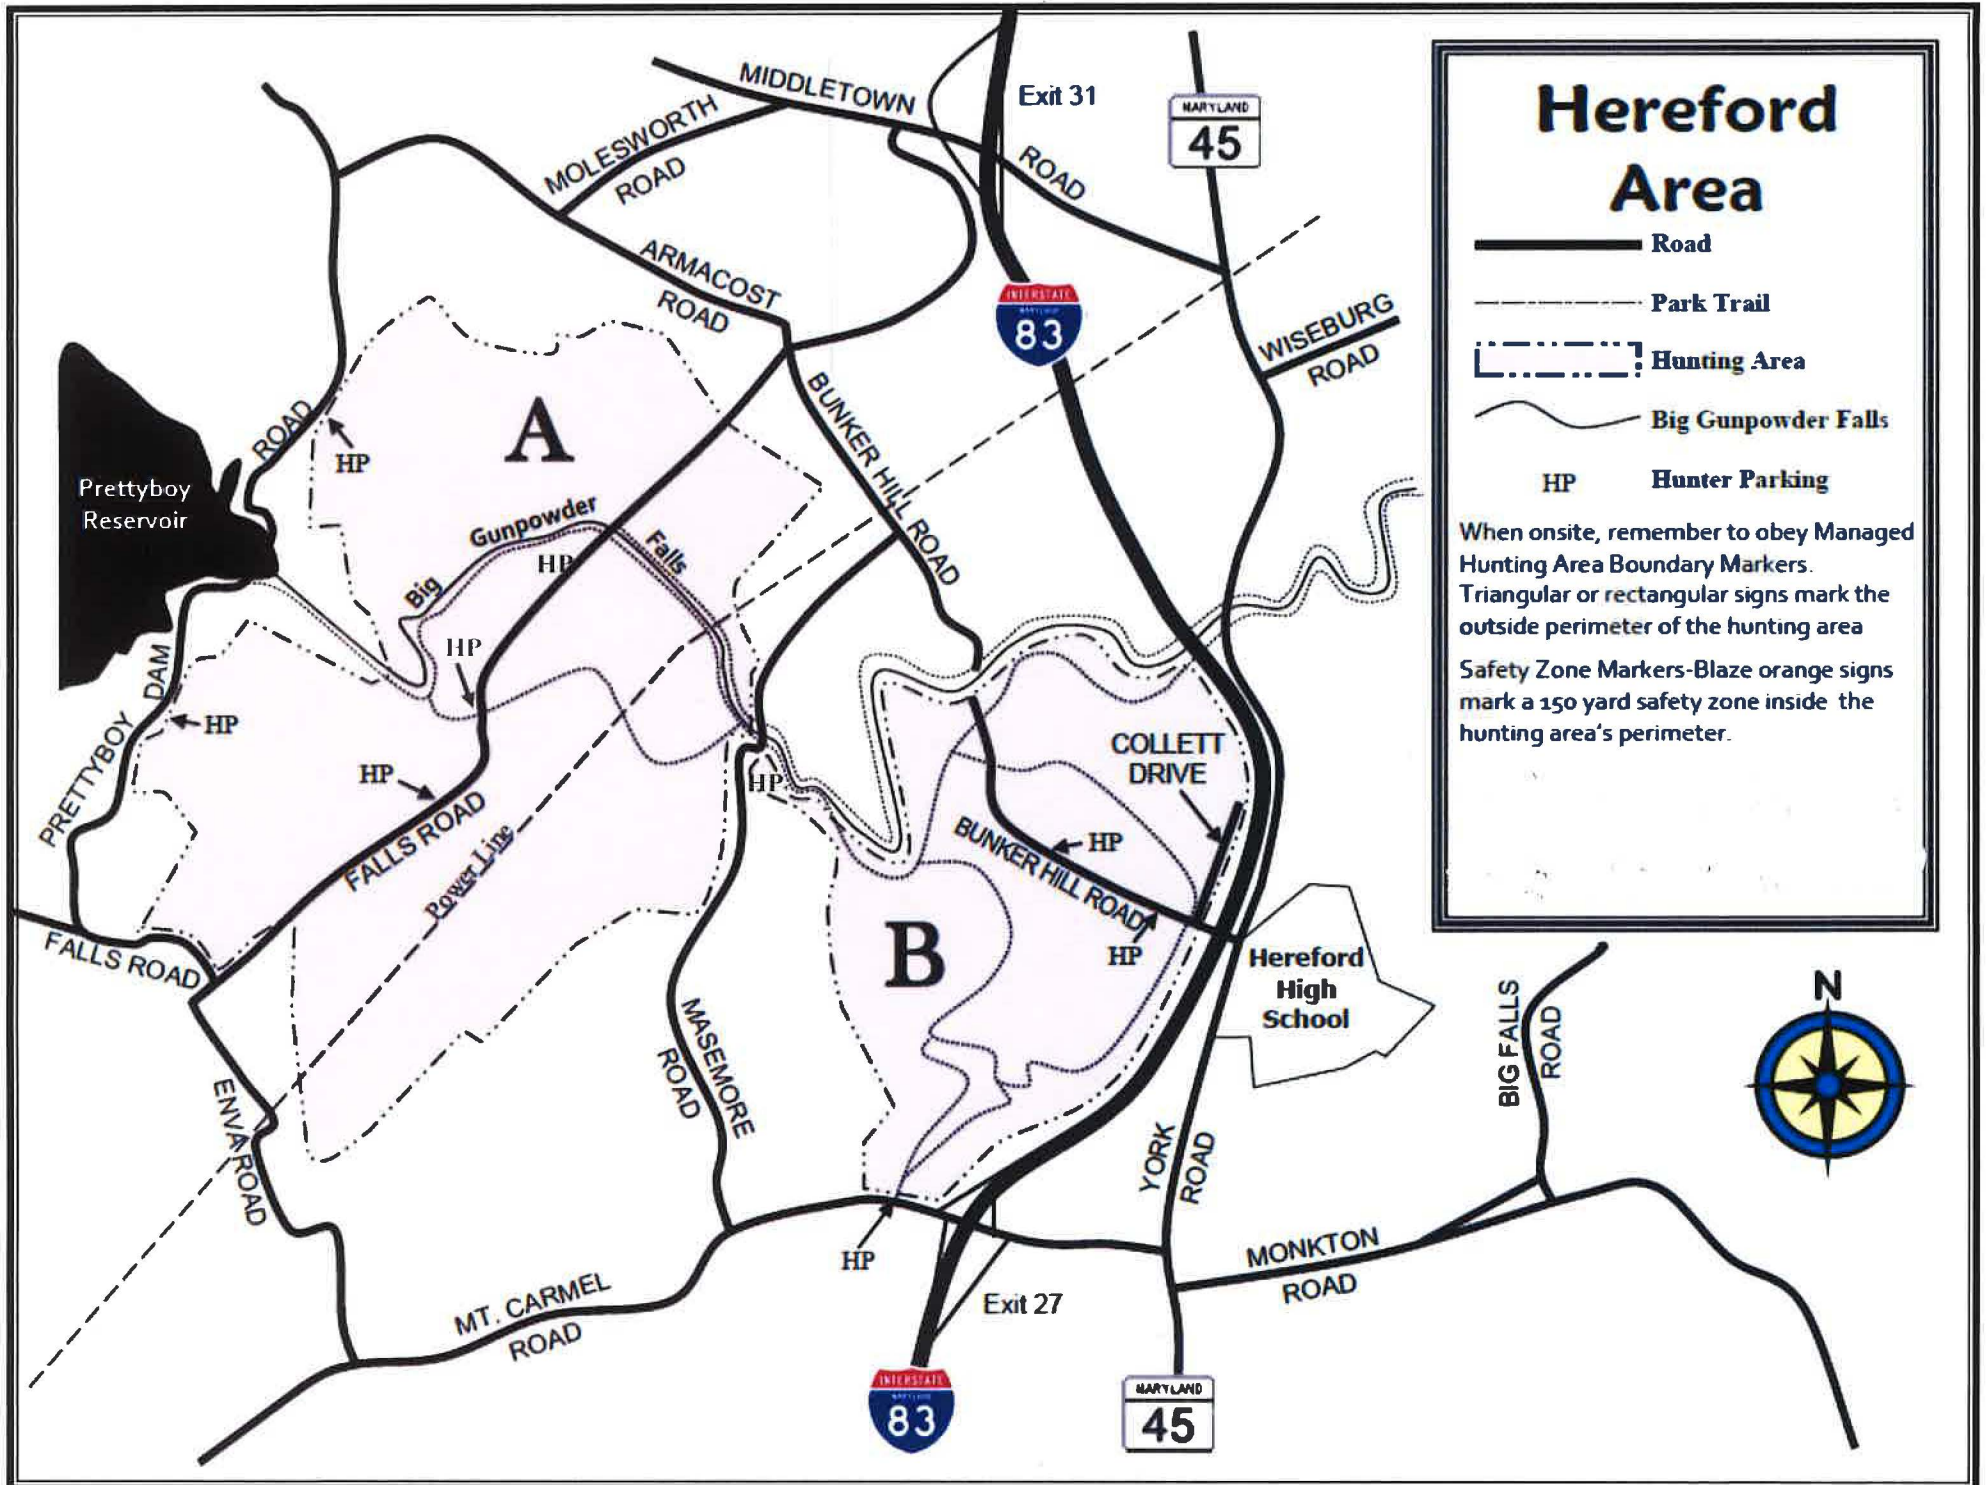 MIDDLETOWN
ROAD
Exit 31
MARYLAND
45
MOLESWORTH
ROAD
ARMACOST
ROAD
INTERSTATE
83
WISEBURG
ROAD
ROAD
HP
A
BUNKER HILL ROAD
Prettyboy
Reservoir
Big
Gunpowder
Falls
HP
HP
PRETTYBOY
DAM
HP
HP
FALLS ROAD
Power Line
HP
COLLETT
DRIVE
HP
BUNKER HILL ROAD
HP
B
FALLS ROAD
Hereford
High
School
MASEMORE
ROAD
ENVA ROAD
YORK
ROAD
BIG FALLS
ROAD
N
HP
MONKTON
ROAD
MT. CARMEL
ROAD
Exit 27
INTERSTATE
83
MARYLAND
45
Hereford
Area
Road
Park Trail
Hunting Area
Big Gunpowder Falls
HP Hunter Parking
When onsite, remember to obey Managed
Hunting Area Boundary Markers.
Triangular or rectangular signs mark the
outside perimeter of the hunting area
Safety Zone Markers-Blaze orange signs
mark a 150 yard safety zone inside the
hunting area's perimeter.